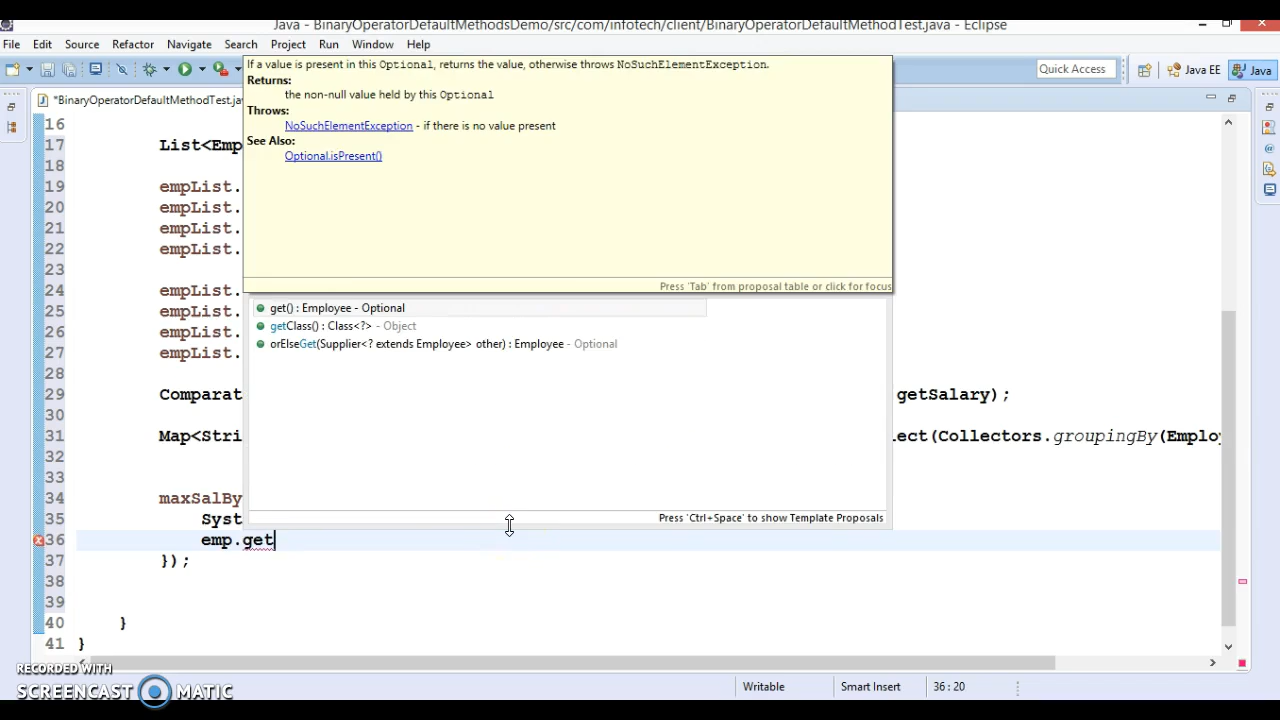 Java - BinaryOperatorDefaultMethodsDemo/src/com/infotech/client/BinaryOperatorDefaultMethodTest.java - Eclipse
File Edit Source Refactor Navigate Search Project Run Window Help
Quick Access Java EE Java
*BinaryOperatorDefaultMethodTest.jav
If a value is present in this Optional, returns the value, otherwise throws NoSuchElementException.
Returns:
the non-null value held by this Optional
Throws:
NoSuchElementException - if there is no value present
See Also:
Optional.isPresent()
Press 'Tab' from proposal table or click for focus
get() : Employee - Optional
getClass() : Class<?> - Object
orElseGet(Supplier<? extends Employee> other) : Employee - Optional
Press 'Ctrl+Space' to show Template Proposals
16
17 List<Emp
18
19 empList.
20 empList.
21 empList.
22 empList.
23
24 empList.
25 empList.
26 empList.
27 empList.
28
29 Comparat getSalary);
30
31 Map<Stri lect(Collectors.groupingBy(Emplo
32
33
34 maxSalBy
35 Syst
36 emp.get
37 });
38
39
40 }
41 }
RECORDED WITH
SCREENCAST MATIC
Writable Smart Insert 36 : 20